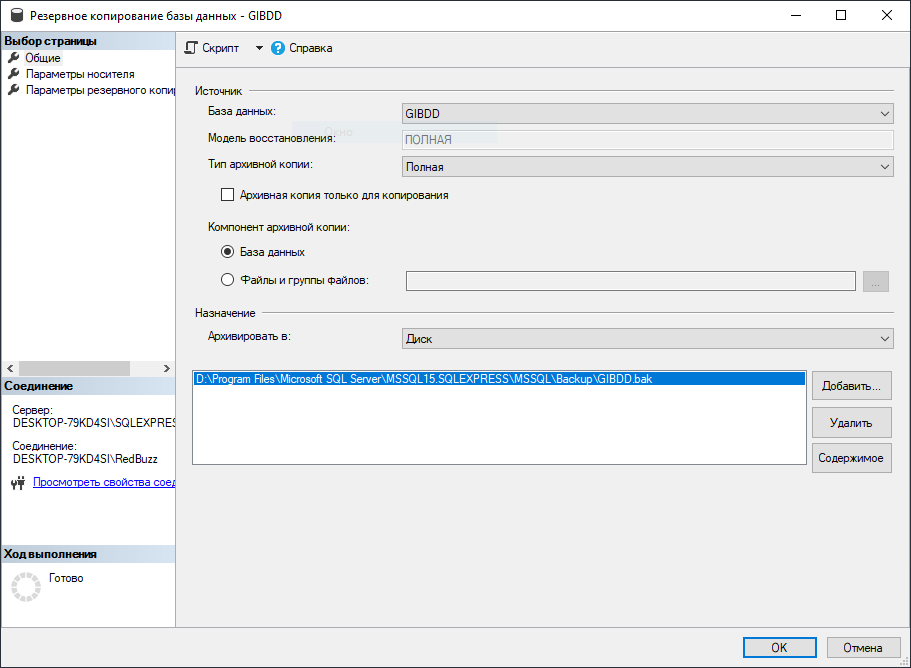 Резервное копирование базы данных - GIBDD
Выбор страницы
Общие
Параметры носителя
Параметры резервного копи
Скрипт
Справка
Источник
База данных:
GIBDD
Окно
Модель восстановления:
ПОЛНАЯ
Тип архивной копии:
Полная
Архивная копия только для копирования
Компонент архивной копии:
База данных
Файлы и группы файлов:
...
Назначение
Архивировать в:
Диск
D:\Program Files\Microsoft SQL Server\MSSQL15.SQLEXPRESS\MSSQL\Backup\GIBDD.bak
Добавить...
Удалить
Содержимое
Соединение
Сервер:
DESKTOP-79KD4SI\SQLEXPRES
Соединение:
DESKTOP-79KD4SI\RedBuzz
Просмотреть свойства соед
Ход выполнения
Готово
OK
Отмена